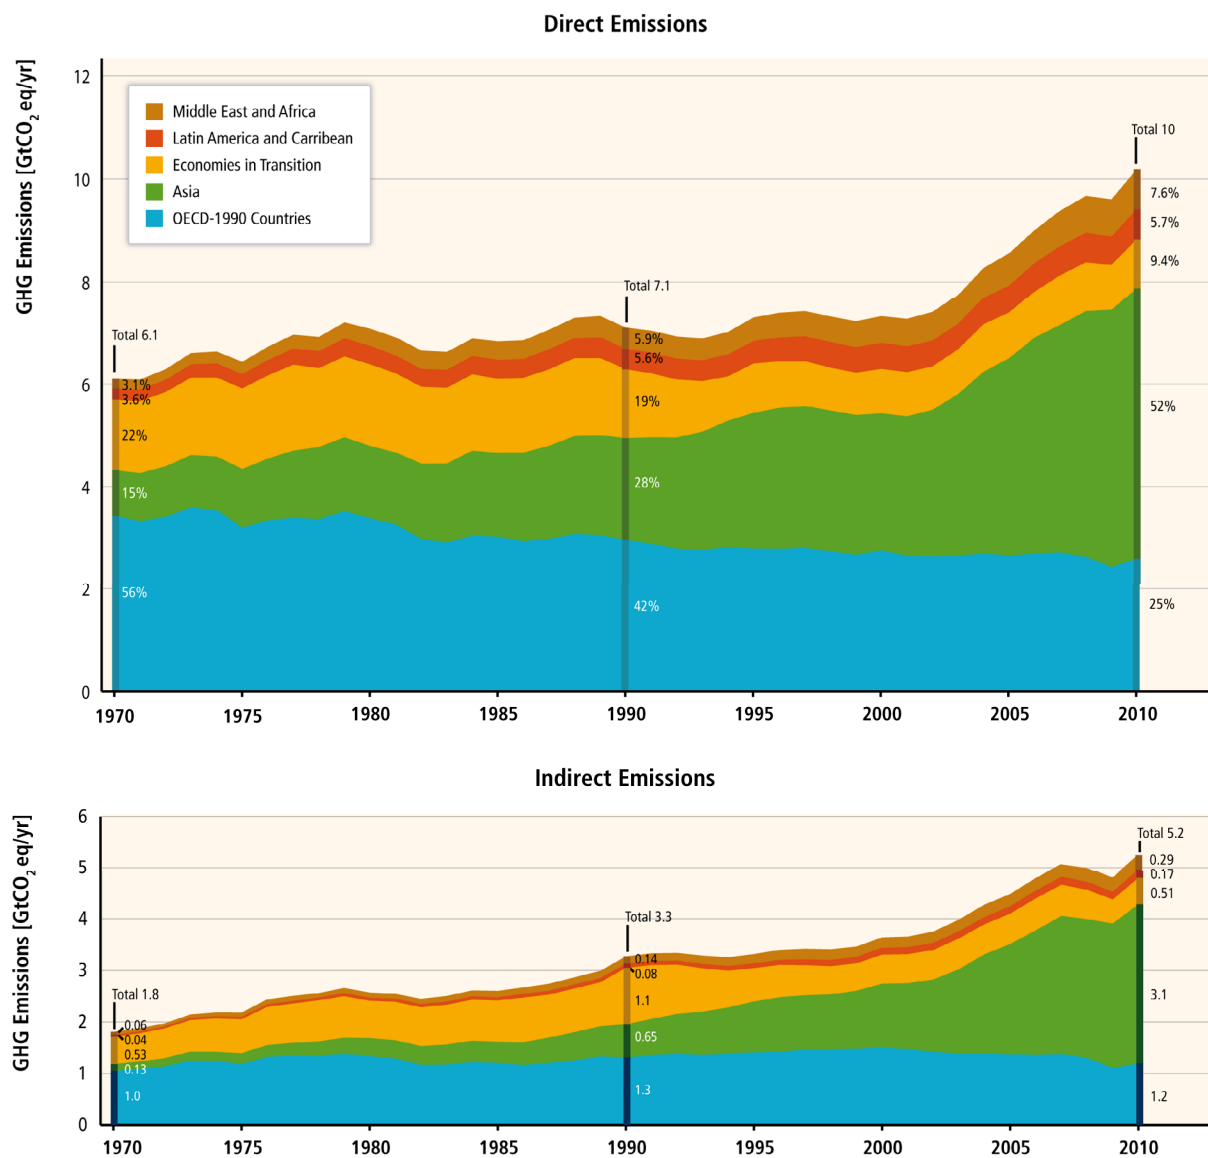 Direct Emissions
GHG Emissions [GtCO2 eq/yr]
12
10
8
6
4
2
0
Middle East and Africa
Latin America and Carribean
Economies in Transition
Asia
OECD-1990 Countries
Total 6.1
3.1%
3.6%
22%
15%
56%
Total 7.1
5.9%
5.6%
19%
28%
42%
Total 10
7.6%
5.7%
9.4%
52%
25%
1970 1975 1980 1985 1990 1995 2000 2005 2010
Indirect Emissions
GHG Emissions [GtCO2 eq/yr]
6
5
4
3
2
1
0
Total 1.8
0.06
0.04
0.53
0.13
1.0
Total 3.3
0.14
0.08
1.1
0.65
1.3
Total 5.2
0.29
0.17
0.51
3.1
1.2
1970 1975 1980 1985 1990 1995 2000 2005 2010